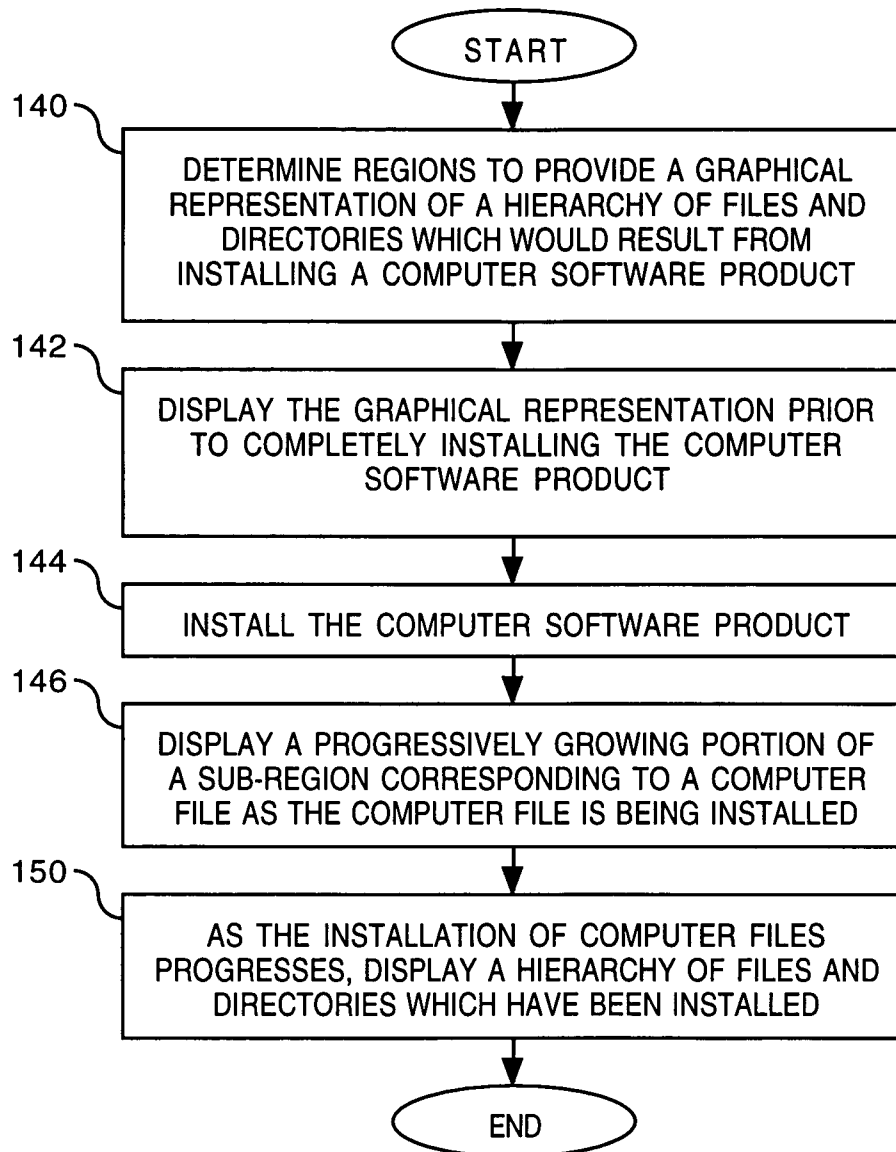 START
140
DETERMINE REGIONS TO PROVIDE A GRAPHICAL
REPRESENTATION OF A HIERARCHY OF FILES AND
DIRECTORIES WHICH WOULD RESULT FROM
INSTALLING A COMPUTER SOFTWARE PRODUCT
142
DISPLAY THE GRAPHICAL REPRESENTATION PRIOR
TO COMPLETELY INSTALLING THE COMPUTER
SOFTWARE PRODUCT
144
INSTALL THE COMPUTER SOFTWARE PRODUCT
146
DISPLAY A PROGRESSIVELY GROWING PORTION OF
A SUB-REGION CORRESPONDING TO A COMPUTER
FILE AS THE COMPUTER FILE IS BEING INSTALLED
150
AS THE INSTALLATION OF COMPUTER FILES
PROGRESSES, DISPLAY A HIERARCHY OF FILES AND
DIRECTORIES WHICH HAVE BEEN INSTALLED
END